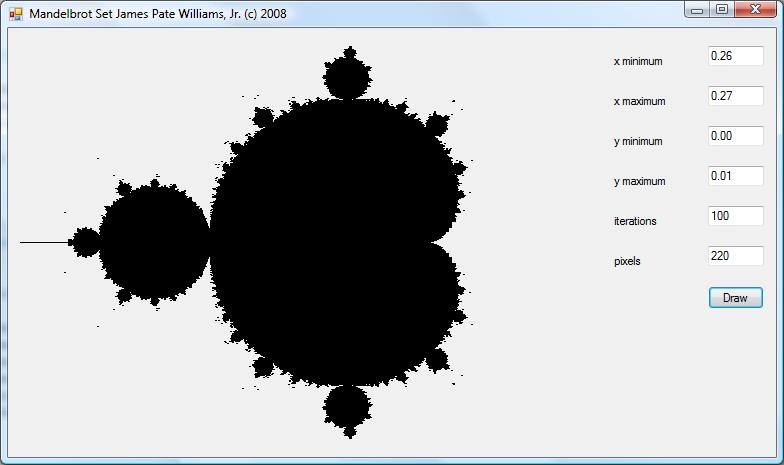 Mandelbrot Set James Pate Williams, Jr. (c) 2008
x minimum 0.26
x maximum 0.27
y minimum 0.00
y maximum 0.01
iterations 100
pixels 220
Draw